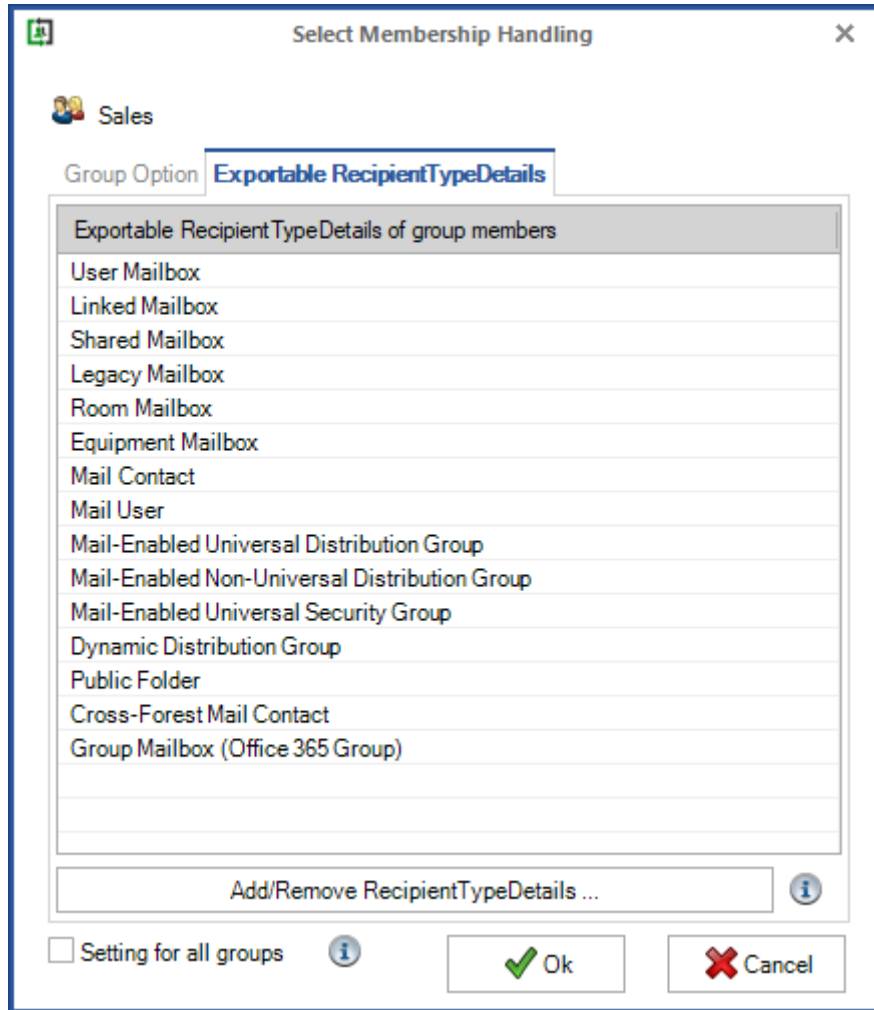 Select Membership Handling
Sales
Group Option Exportable RecipientTypeDetails
Exportable RecipientTypeDetails of group members
User Mailbox
Linked Mailbox
Shared Mailbox
Legacy Mailbox
Room Mailbox
Equipment Mailbox
Mail Contact
Mail User
Mail-Enabled Universal Distribution Group
Mail-Enabled Non-Universal Distribution Group
Mail-Enabled Universal Security Group
Dynamic Distribution Group
Public Folder
Cross-Forest Mail Contact
Group Mailbox (Office 365 Group)
Add/Remove RecipientTypeDetails ...
Setting for all groups Ok Cancel